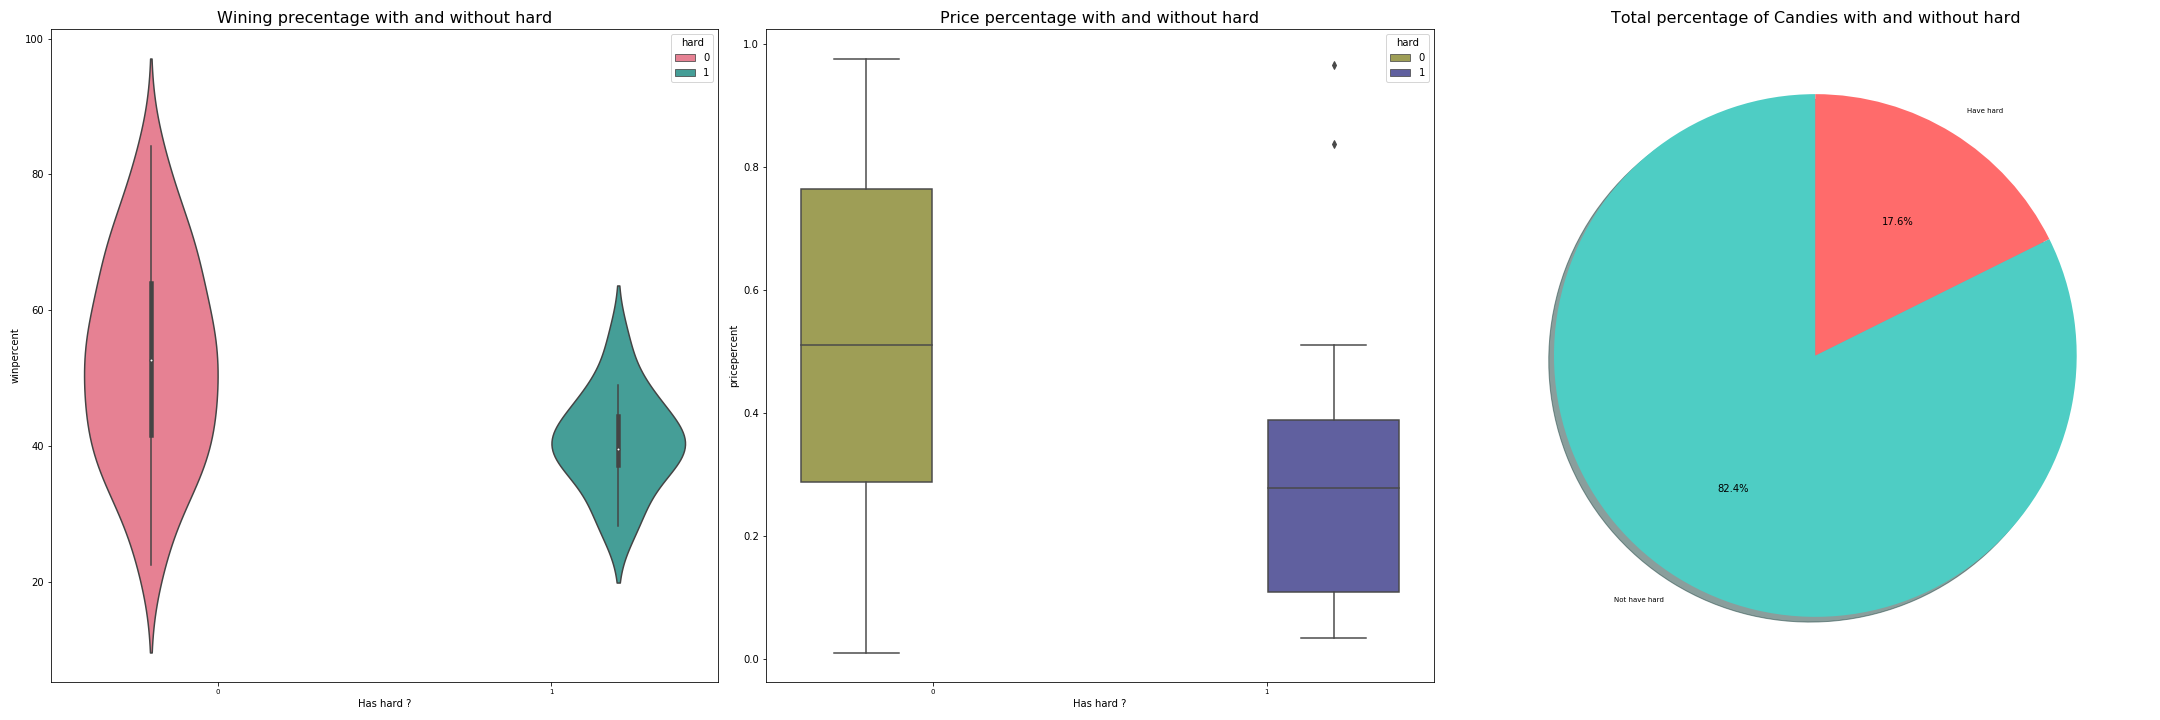 Wining precentage with and without hard
100
80
60
40
20
winpercent
0
1
Has hard ?
hard
0
1
Price percentage with and without hard
1.0
0.8
0.6
0.4
0.2
0.0
pricepercent
0
1
Has hard ?
hard
0
1
Total percentage of Candies with and without hard
Have hard
17.6%
82.4%
Not have hard